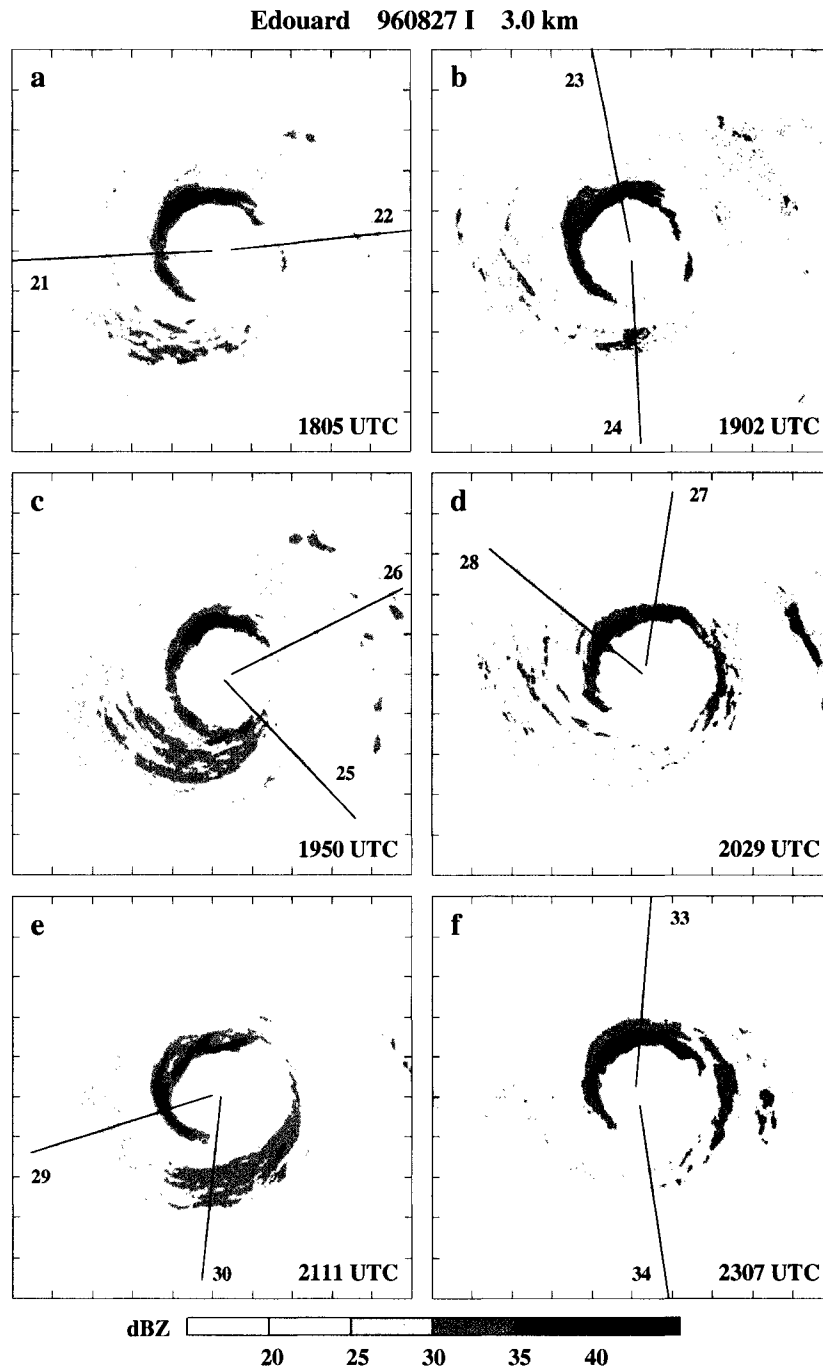 Edouard 960827 I 3.0 km
a
22
21
1805 UTC
b
23
24
1902 UTC
c
26
25
1950 UTC
d
27
28
2029 UTC
e
29
30
2111 UTC
f
33
34
2307 UTC
dBZ
20 25 30 35 40